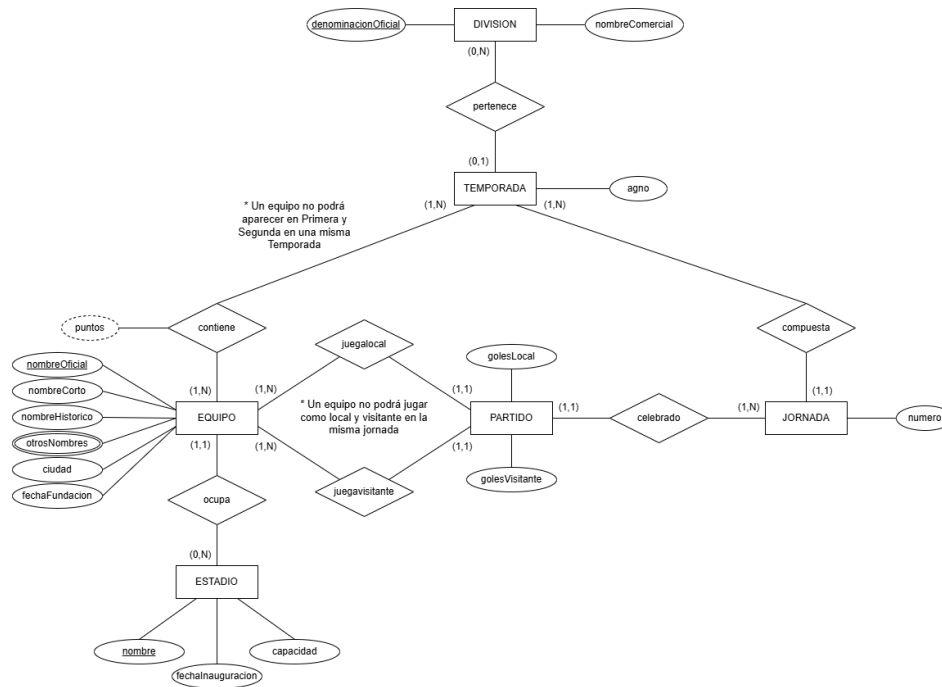 denominacionOficial
DIVISION
nombreComercial
(0,N)
pertenece
(0,1)
TEMPORADA
agno
(1,N)
(1,N)
* Un equipo no podrá
aparecer en Primera y
Segunda en una misma
Temporada
puntos
contiene
juegalocal
compuesta
golesLocal
nombreOficial
nombreCorto
nombreHistorico
otrosNombres
ciudad
fechaFundacion
(1,N)
EQUIPO
(1,1)
(1,N)
(1,N)
* Un equipo no podrá jugar
como local y visitante en la
misma jornada
(1,1)
PARTIDO
(1,1)
(1,1)
celebrado
(1,N)
(1,1)
JORNADA
numero
juegavisitante
golesVisitante
ocupa
(0,N)
ESTADIO
nombre
fechaInauguracion
capacidad